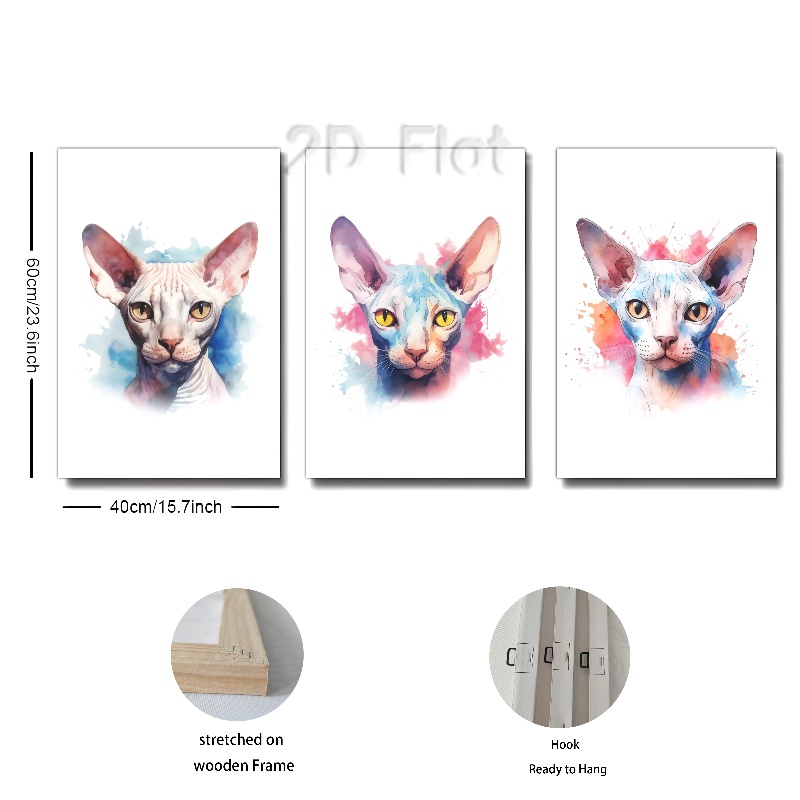 2D Flat
60cm/23.6inch
40cm/15.7inch
stretched on
wooden Frame
Hook
Ready to Hang